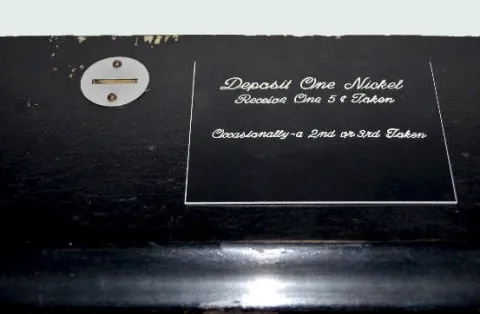 Deposit One Nickel
Receive One 5¢ Token
Occasionally-a 2nd or 3rd Token